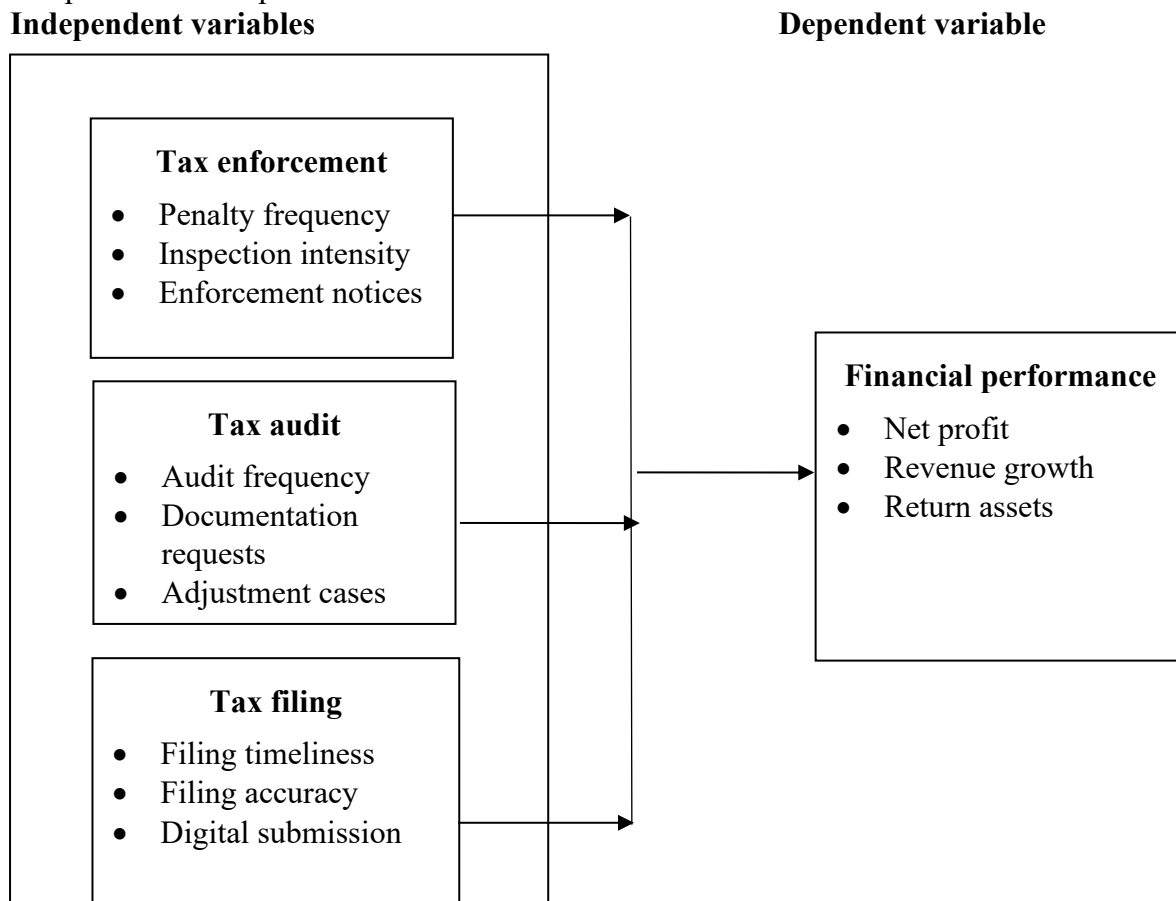 Independent variables
Dependent variable
Tax enforcement
• Penalty frequency
• Inspection intensity
• Enforcement notices
Tax audit
• Audit frequency
• Documentation
requests
• Adjustment cases
Tax filing
• Filing timeliness
• Filing accuracy
• Digital submission
Financial performance
• Net profit
• Revenue growth
• Return assets